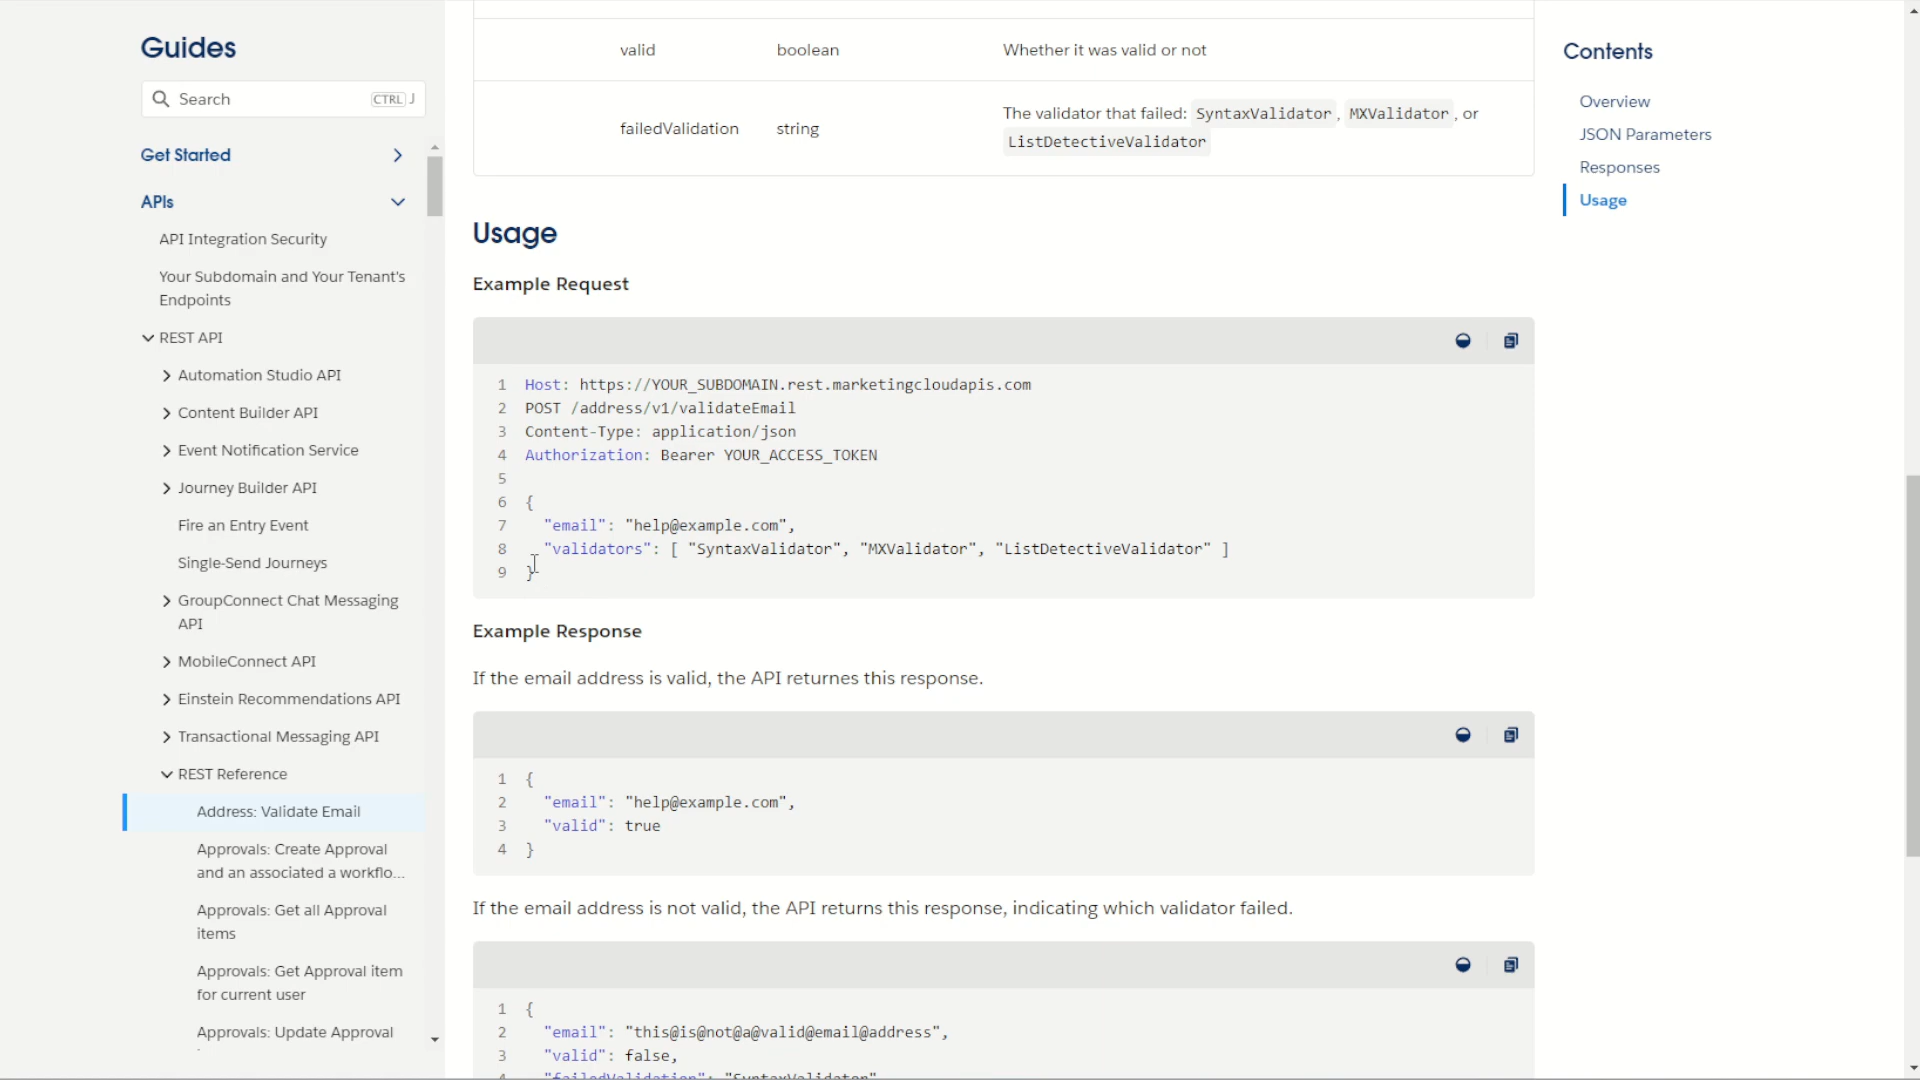 Guides
Search
CTRL J
Get Started
APIs
API Integration Security
Your Subdomain and Your Tenant's
Endpoints
REST API
Automation Studio API
Content Builder API
Event Notification Service
Journey Builder API
Fire an Entry Event
Single-Send Journeys
GroupConnect Chat Messaging
API
MobileConnect API
Einstein Recommendations API
Transactional Messaging API
REST Reference
Address: Validate Email
Approvals: Create Approval
and an associated a workflo...
Approvals: Get all Approval
items
Approvals: Get Approval item
for current user
Approvals: Update Approval
valid boolean Whether it was valid or not
failedValidation string The validator that failed: SyntaxValidator, MXValidator, or
ListDetectiveValidator
Usage
Example Request
1 Host: https://YOUR_SUBDOMAIN.rest.marketingcloudapis.com
2 POST /address/v1/validateEmail
3 Content-Type: application/json
4 Authorization: Bearer YOUR_ACCESS_TOKEN
5
6 {
7 "email": "help@example.com",
8 "validators": [ "SyntaxValidator", "MXValidator", "ListDetectiveValidator" ]
9 }
Example Response
If the email address is valid, the API returnes this response.
1 {
2 "email": "help@example.com",
3 "valid": true
4 }
If the email address is not valid, the API returns this response, indicating which validator failed.
1 {
2 "email": "this@is@not@a@valid@email@address",
3 "valid": false,
4 "failedValidation": "SyntaxValidator"
Contents
Overview
JSON Parameters
Responses
Usage